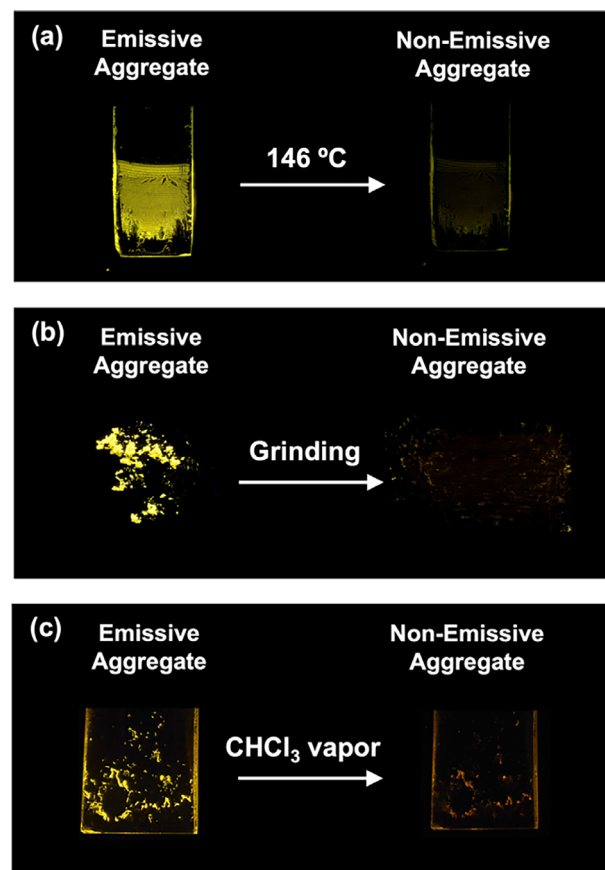 (a)
Emissive
Aggregate
146 ºC
Non-Emissive
Aggregate
(b)
Emissive
Aggregate
Grinding
Non-Emissive
Aggregate
(c)
Emissive
Aggregate
CHCl₃ vapor
Non-Emissive
Aggregate